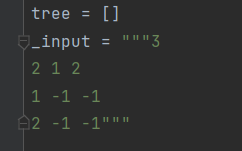 tree = []
_input = """3
2 1 2
1 -1 -1
2 -1 -1"""